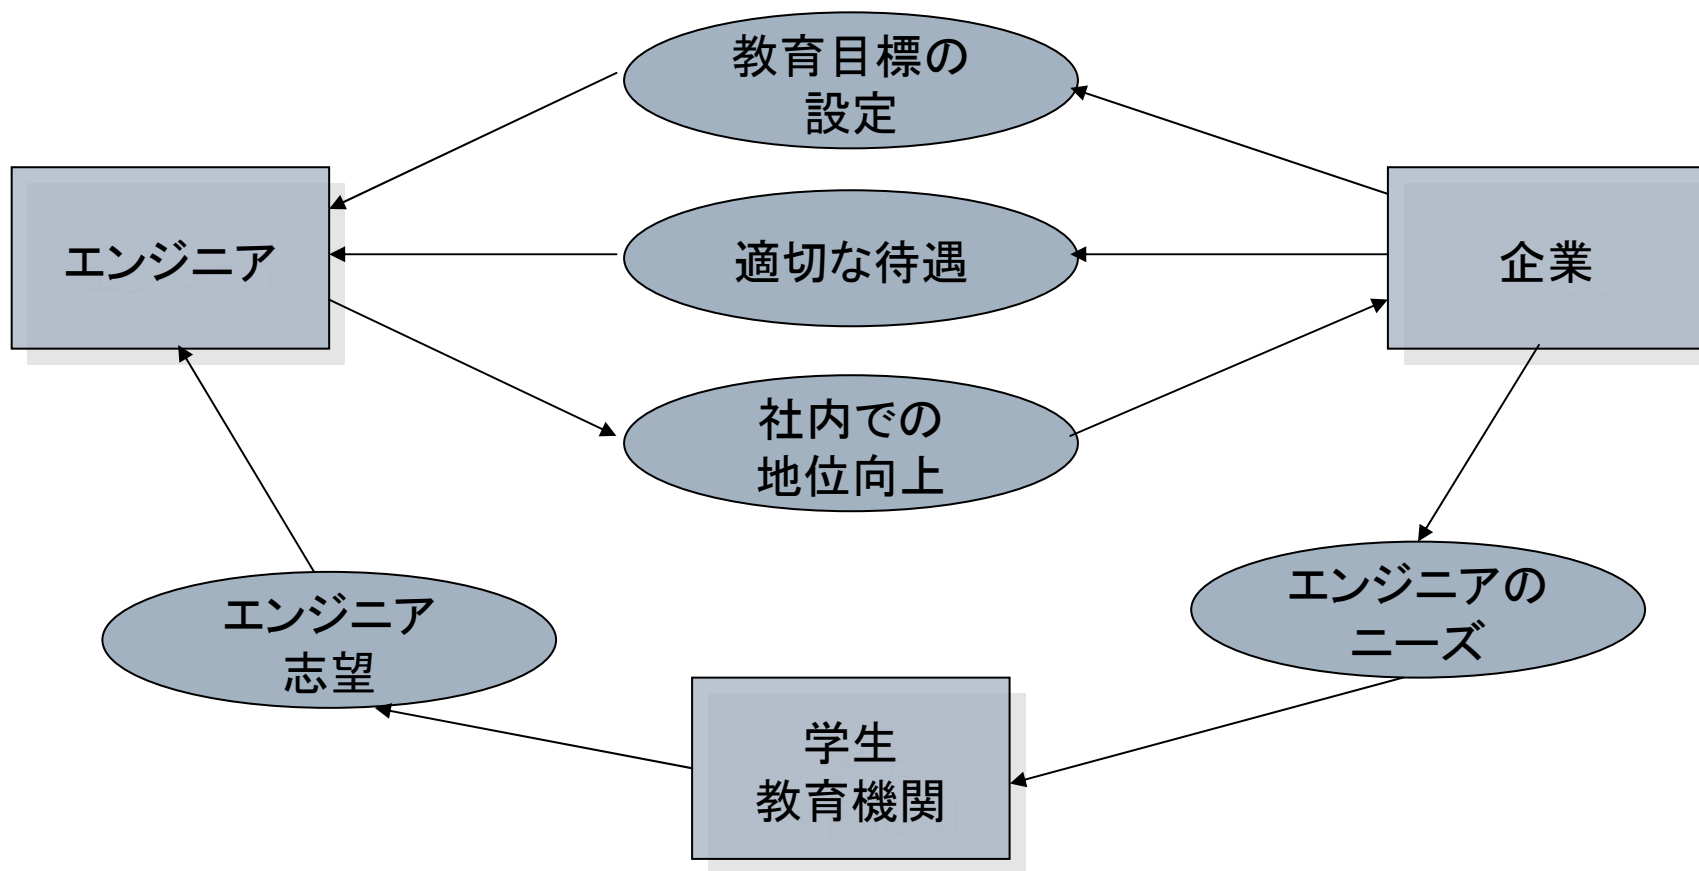 教育目標の
設定
エンジニア
適切な待遇
企業
社内での
地位向上
エンジニアの
ニーズ
エンジニア
志望
学生
教育機関